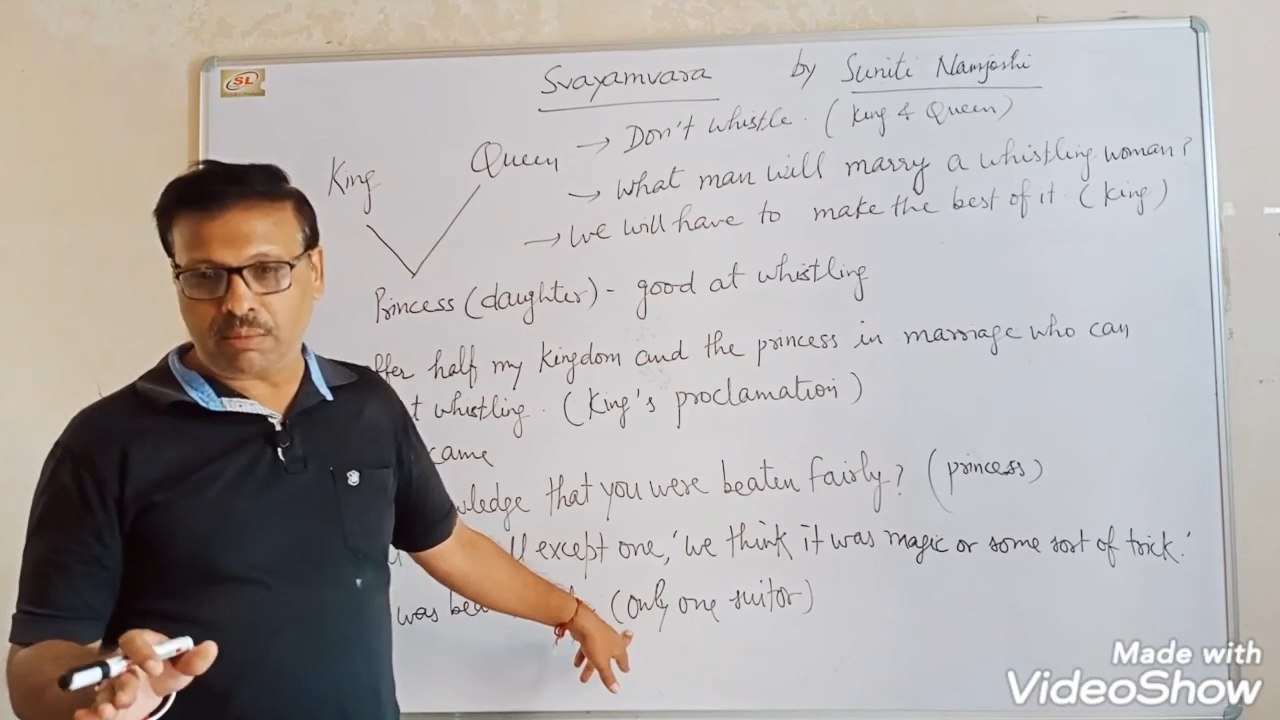 SL
Svayamvara by Suniti Namjoshi
King Queen → Don't whistle. (King & Queen)
→ What man will marry a whistling woman?
→ We will have to make the best of it. (King)
Princess (daughter) - good at whistling
ffer half my kingdom and the princess in marriage who can
t whistling. (King's proclamation)
came
wledge that you were beaten fairly? (princess)
except one, 'we think it was magic or some sort of trick.'
was (only one suitor)
Made with
VideoShow